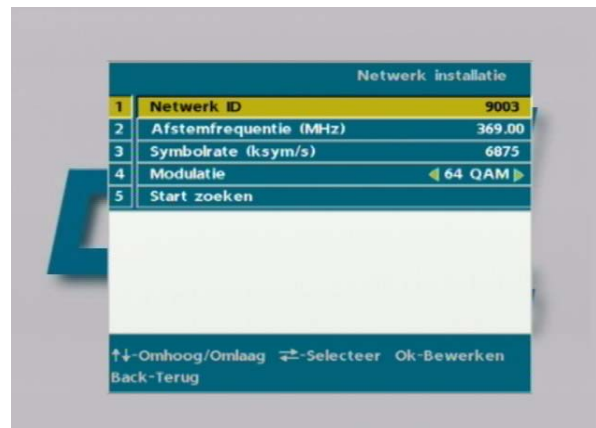 Netwerk installatie
1 Netwerk ID 9003
2 Afstemfrequentie (MHz) 369.00
3 Symbolrate (ksym/s) 6875
4 Modulatie 64 QAM
5 Start zoeken
↑↓-Omhoog/Omlaag ⇄-Selecteer Ok-Bewerken
Back-Terug